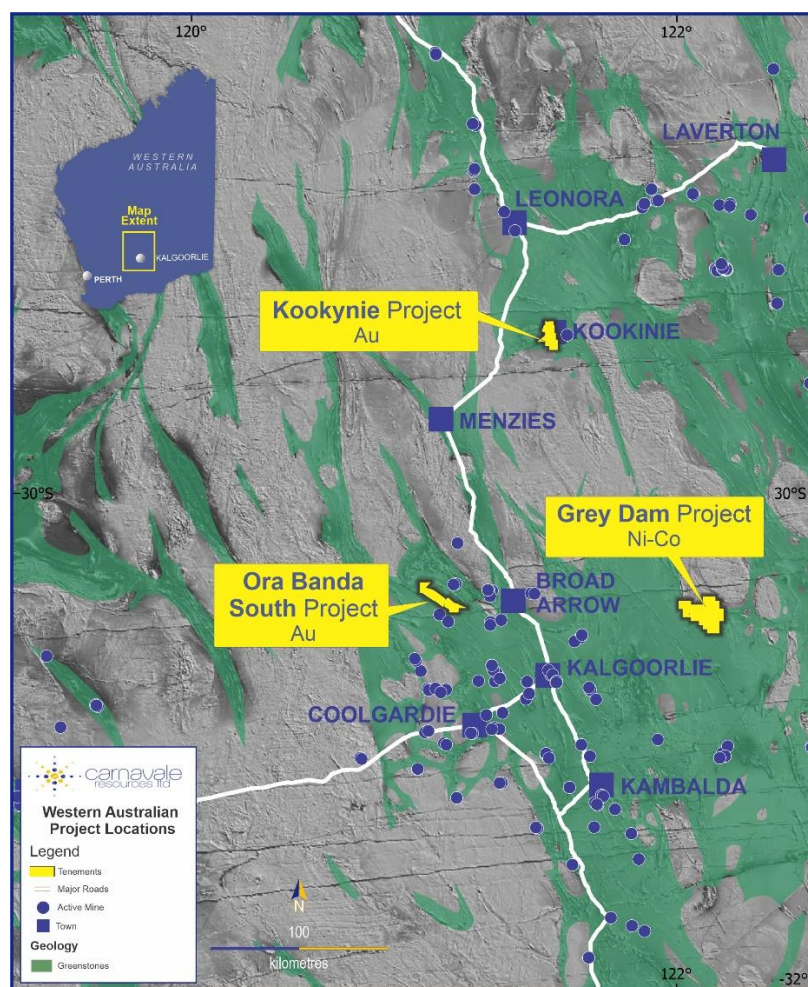 120°
122°
WESTERN
AUSTRALIA
Map
Extent
KALGOORLIE
PERTH
LAVERTON
LEONORA
Kookynie Project
Au
KOOKINIE
MENZIES
30°S
30°S
Grey Dam Project
Ni-Co
Ora Banda
South Project
Au
BROAD
ARROW
KALGOORLIE
COOLGARDIE
KAMBALDA
carnavale
resources ltd
Western Australian
Project Locations
Legend
Tenements
Major Roads
Active Mine
Town
Geology
Greenstones
N
100
kilometres
122°
-32°